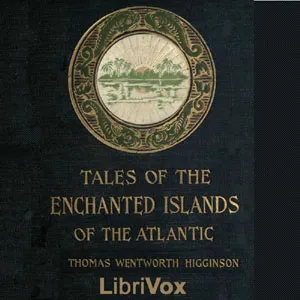 TALES OF THE
ENCHANTED ISLANDS
OF THE ATLANTIC
THOMAS WENTWORTH HIGGINSON
LibriVox